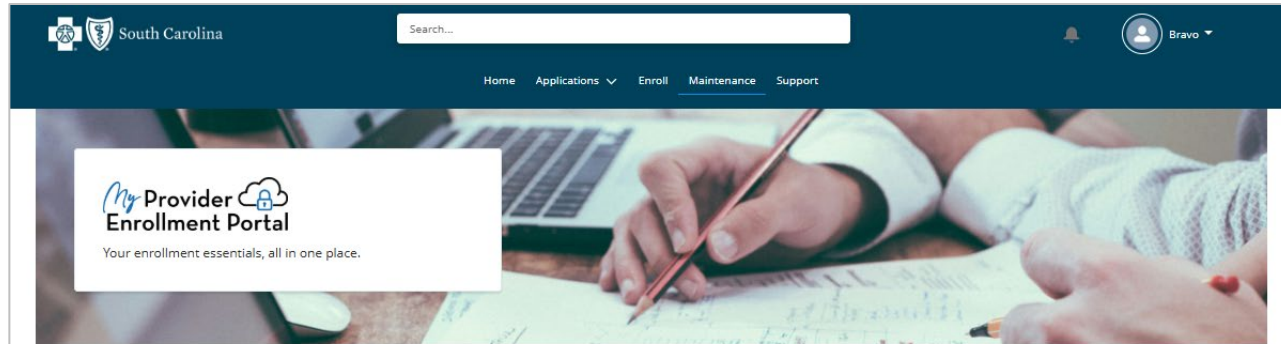 South Carolina
Search...
Bravo
Home Applications Enroll Maintenance Support
My Provider
Enrollment Portal
Your enrollment essentials, all in one place.